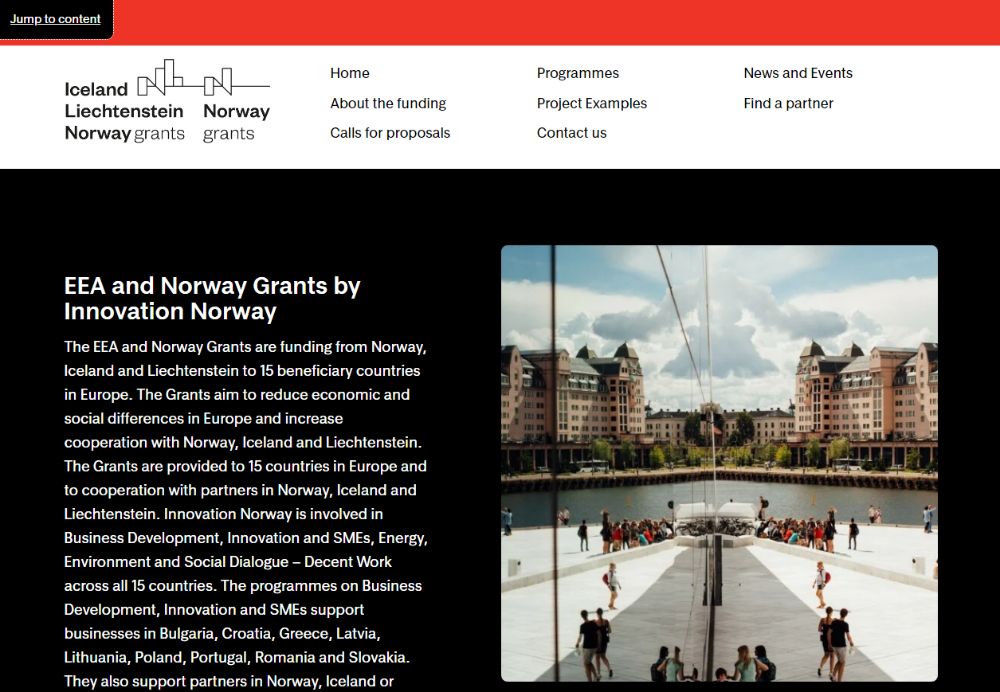 Jump to content
Iceland
Liechtenstein
Norway grants
Norway
grants
Home
About the funding
Calls for proposals
Programmes
Project Examples
Contact us
News and Events
Find a partner
EEA and Norway Grants by
Innovation Norway
The EEA and Norway Grants are funding from Norway,
Iceland and Liechtenstein to 15 beneficiary countries
in Europe. The Grants aim to reduce economic and
social differences in Europe and increase
cooperation with Norway, Iceland and Liechtenstein.
The Grants are provided to 15 countries in Europe and
to cooperation with partners in Norway, Iceland and
Liechtenstein. Innovation Norway is involved in
Business Development, Innovation and SMEs, Energy,
Environment and Social Dialogue – Decent Work
across all 15 countries. The programmes on Business
Development, Innovation and SMEs support
businesses in Bulgaria, Croatia, Greece, Latvia,
Lithuania, Poland, Portugal, Romania and Slovakia.
They also support partners in Norway, Iceland or